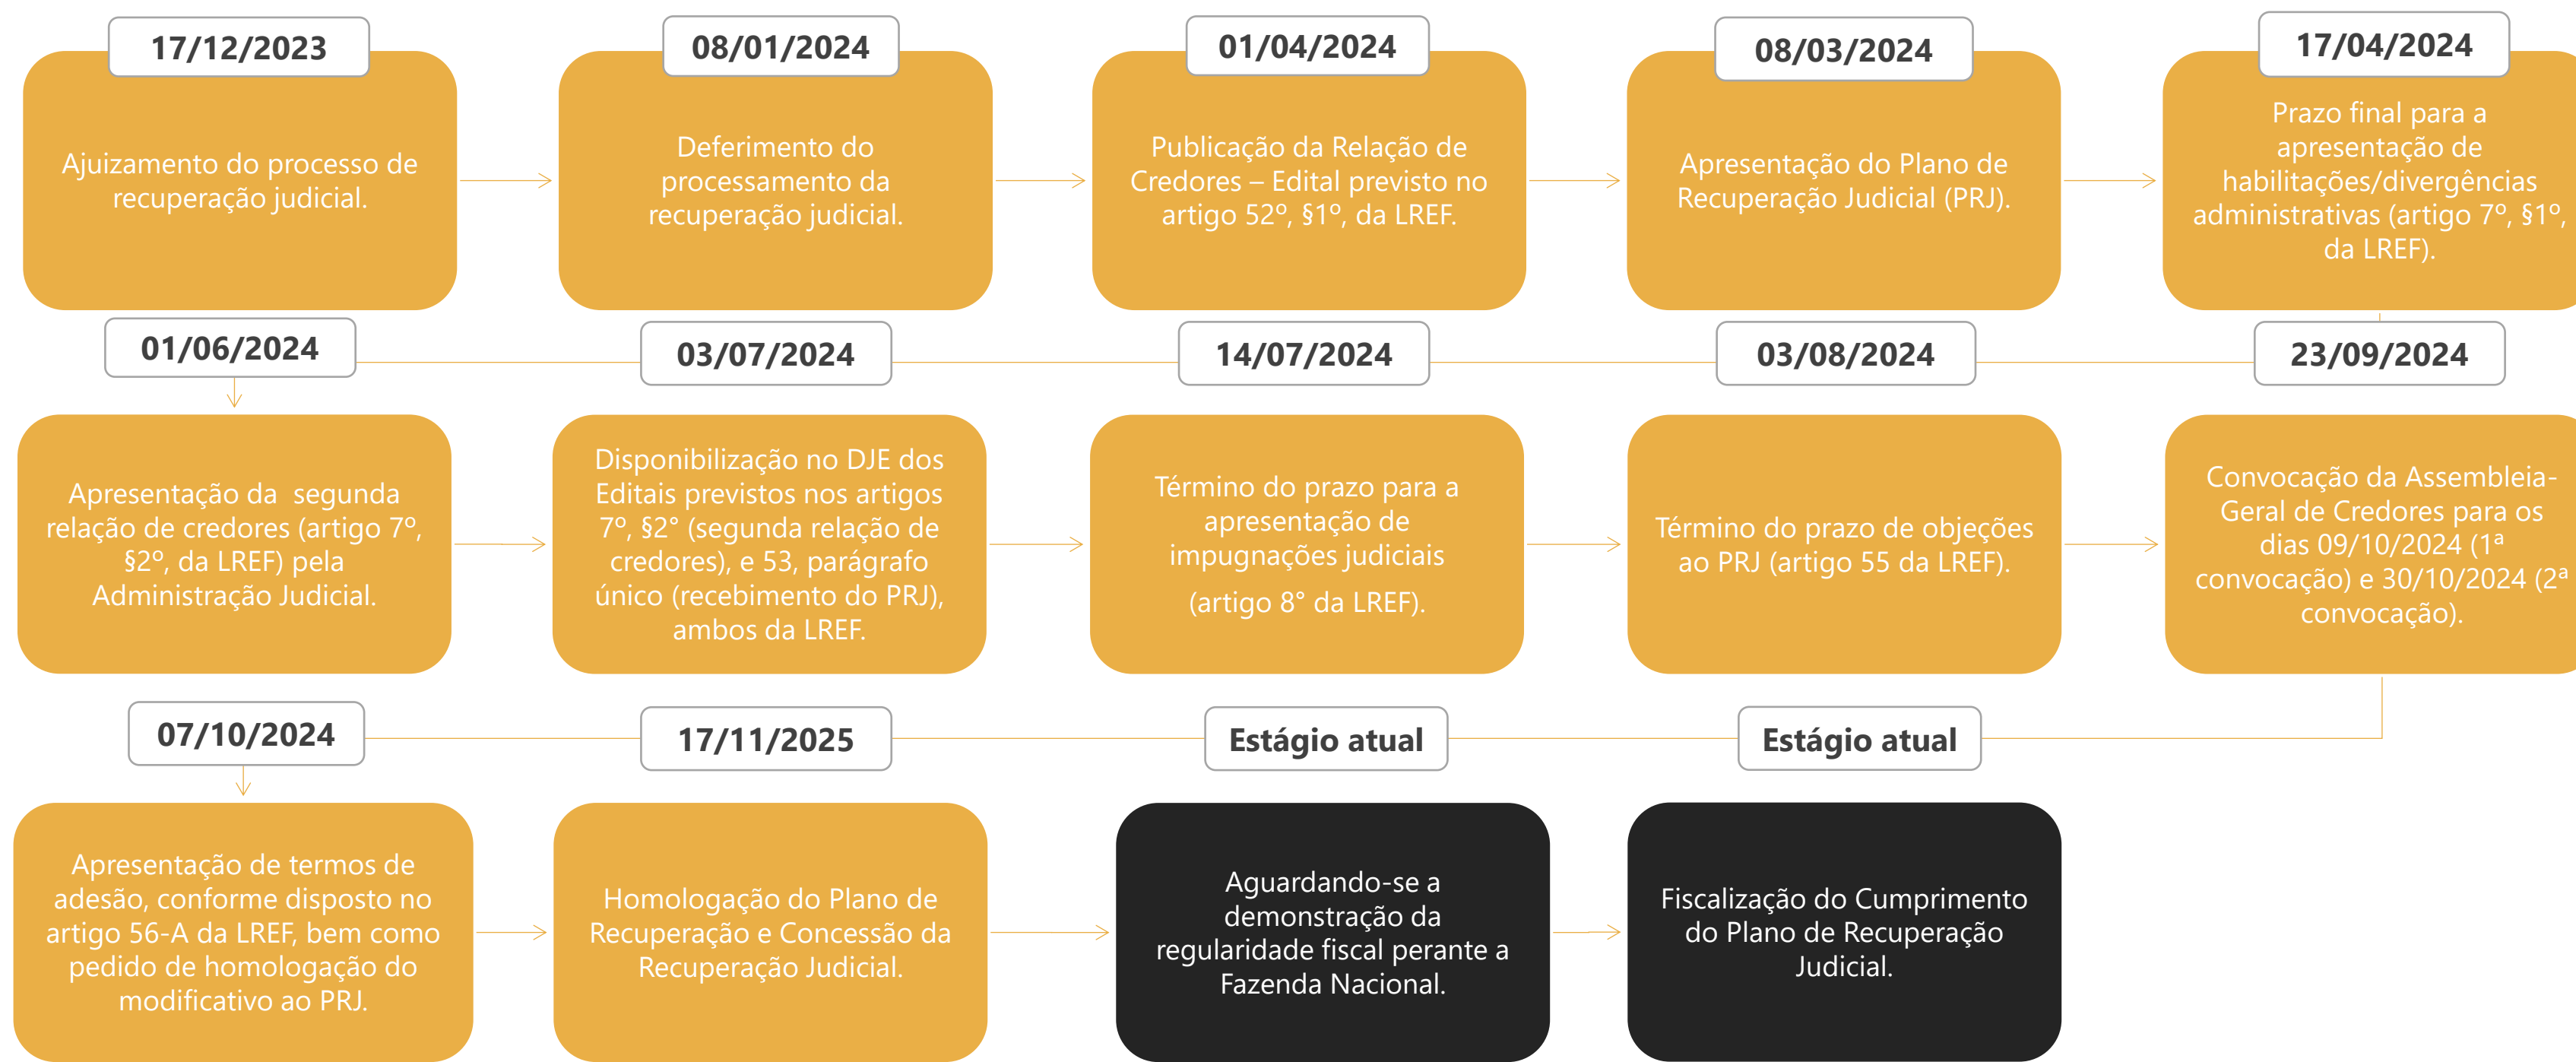 17/12/2023
Ajuizamento do processo de
recuperação judicial.
08/01/2024
Deferimento do
processamento da
recuperação judicial.
01/04/2024
Publicação da Relação de
Credores – Edital previsto no
artigo 52º, §1º, da LREF.
08/03/2024
Apresentação do Plano de
Recuperação Judicial (PRJ).
17/04/2024
Prazo final para a
apresentação de
habilitações/divergências
administrativas (artigo 7º, §1º,
da LREF).
01/06/2024
Apresentação da  segunda
relação de credores (artigo 7º,
§2º, da LREF) pela
Administração Judicial.
03/07/2024
Disponibilização no DJE dos
Editais previstos nos artigos
7º, §2° (segunda relação de
credores), e 53, parágrafo
único (recebimento do PRJ),
ambos da LREF.
14/07/2024
Término do prazo para a
apresentação de
impugnações judiciais
(artigo 8° da LREF).
03/08/2024
Término do prazo de objeções
ao PRJ (artigo 55 da LREF).
23/09/2024
Convocação da Assembleia-
Geral de Credores para os
dias 09/10/2024 (1ª
convocação) e 30/10/2024 (2ª
convocação).
07/10/2024
Apresentação de termos de
adesão, conforme disposto no
artigo 56-A da LREF, bem como
pedido de homologação do
modificativo ao PRJ.
17/11/2025
Homologação do Plano de
Recuperação e Concessão da
Recuperação Judicial.
Estágio atual
Aguardando-se a
demonstração da
regularidade fiscal perante a
Fazenda Nacional.
Estágio atual
Fiscalização do Cumprimento
do Plano de Recuperação
Judicial.